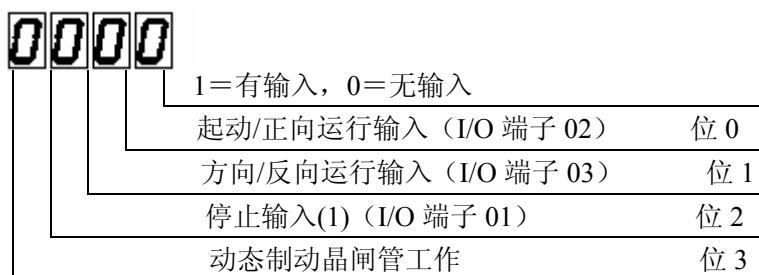 0000
1＝有输入，0＝无输入
起动/正向运行输入（I/O 端子 02） 位 0
方向/反向运行输入（I/O 端子 03） 位 1
停止输入(1)（I/O 端子 01） 位 2
动态制动晶闸管工作 位 3